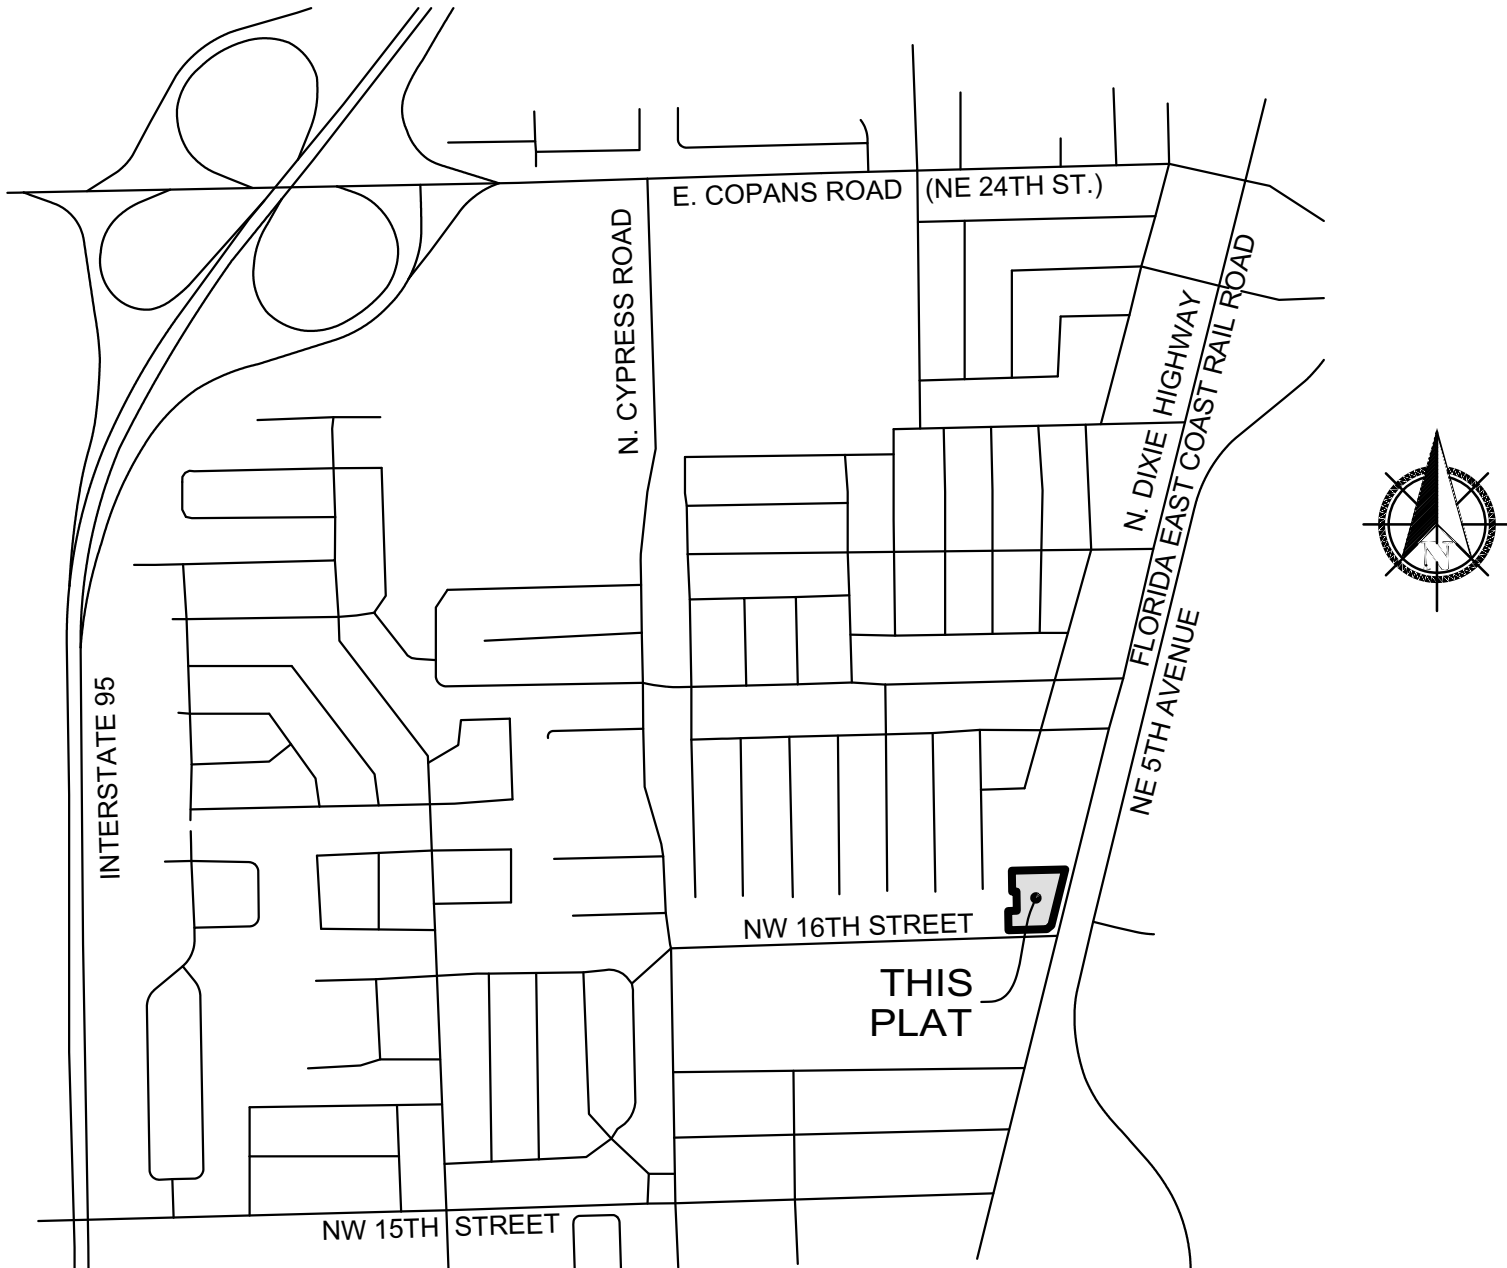 E. COPANS ROAD (NE 24TH ST.)
N. CYPRESS ROAD
N. DIXIE HIGHWAY
FLORIDA EAST COAST RAIL ROAD
NE 5TH AVENUE
INTERSTATE 95
N
NW 16TH STREET
THIS
PLAT
NW 15TH STREET